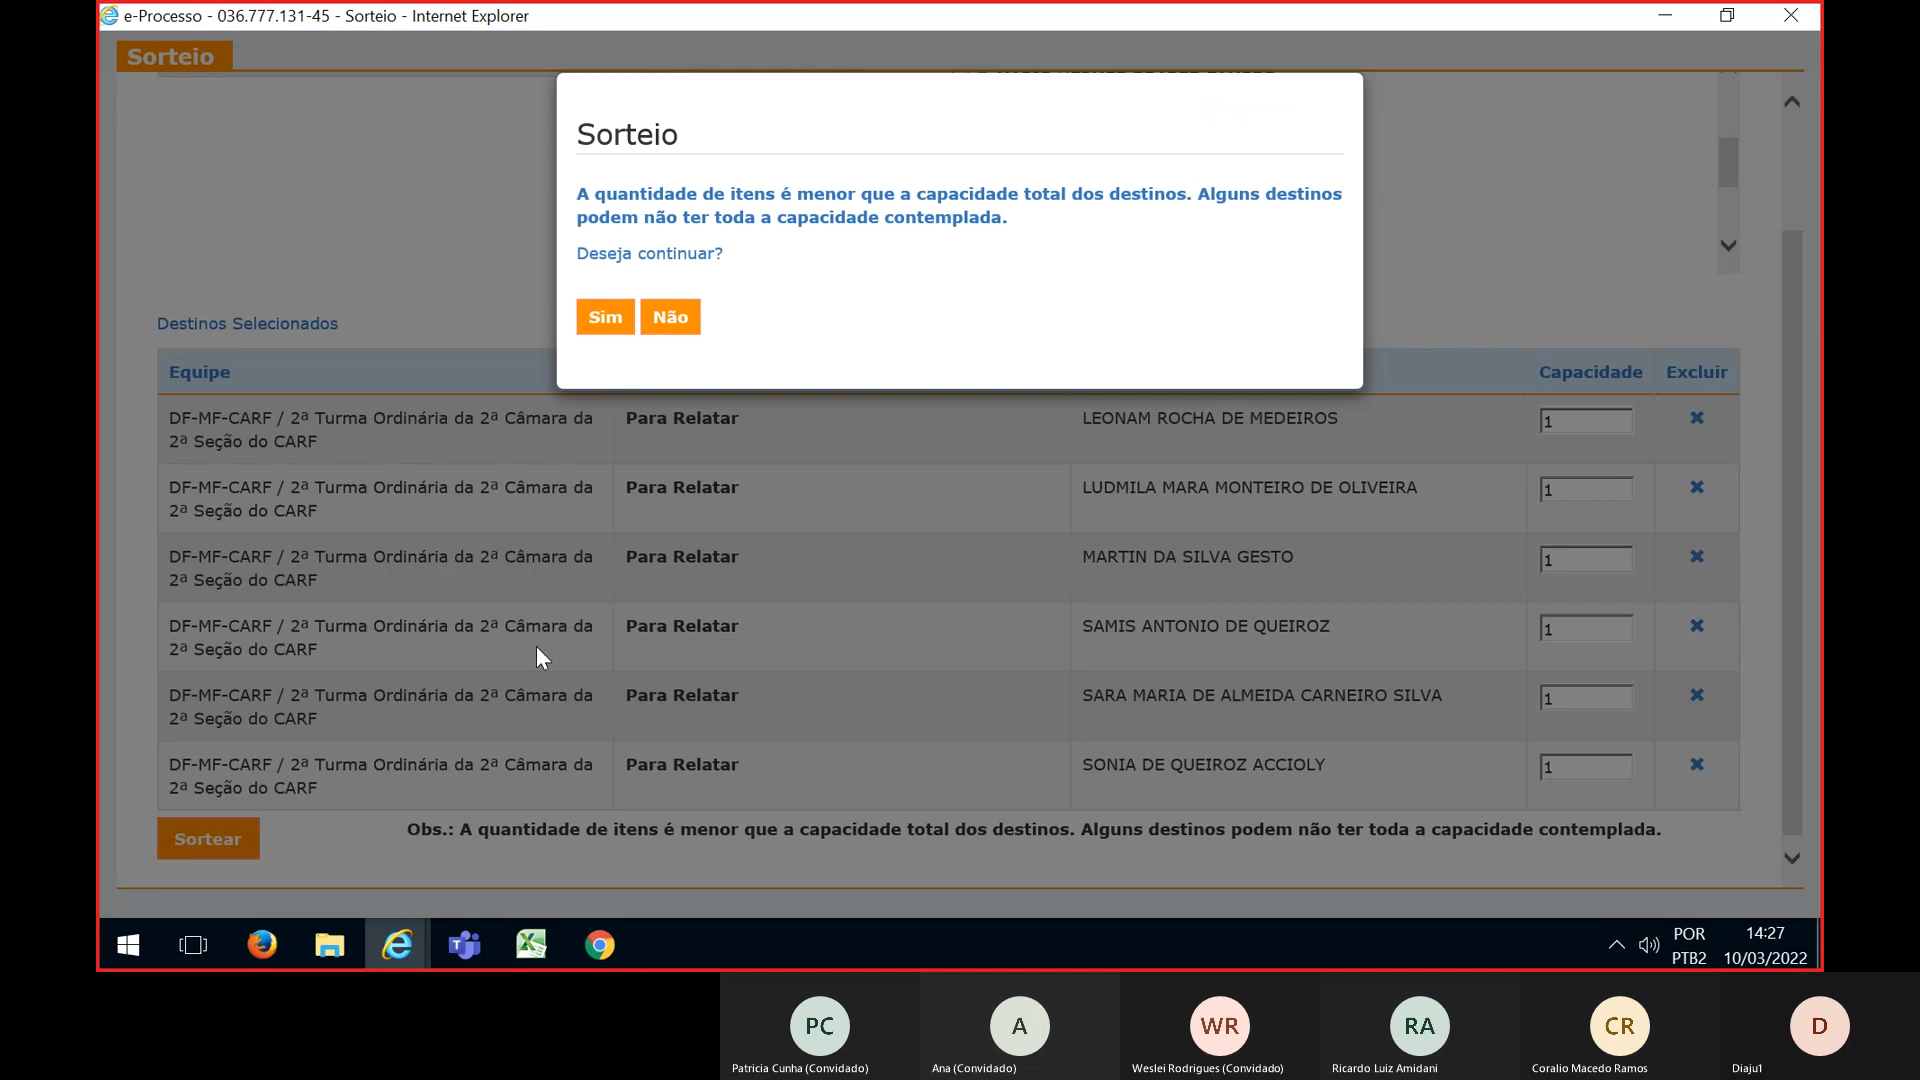 e-Processo - 036.777.131-45 - Sorteio - Internet Explorer
Sorteio
Sorteio
A quantidade de itens é menor que a capacidade total dos destinos. Alguns destinos
podem não ter toda a capacidade contemplada.
Deseja continuar?
Sim Não
Destinos Selecionados
Equipe Capacidade Excluir
DF-MF-CARF / 2ª Turma Ordinária da 2ª Câmara da Para Relatar LEONAM ROCHA DE MEDEIROS 1
2ª Seção do CARF
DF-MF-CARF / 2ª Turma Ordinária da 2ª Câmara da Para Relatar LUDMILA MARA MONTEIRO DE OLIVEIRA 1
2ª Seção do CARF
DF-MF-CARF / 2ª Turma Ordinária da 2ª Câmara da Para Relatar MARTIN DA SILVA GESTO 1
2ª Seção do CARF
DF-MF-CARF / 2ª Turma Ordinária da 2ª Câmara da Para Relatar SAMIS ANTONIO DE QUEIROZ 1
2ª Seção do CARF
DF-MF-CARF / 2ª Turma Ordinária da 2ª Câmara da Para Relatar SARA MARIA DE ALMEIDA CARNEIRO SILVA 1
2ª Seção do CARF
DF-MF-CARF / 2ª Turma Ordinária da 2ª Câmara da Para Relatar SONIA DE QUEIROZ ACCIOLY 1
2ª Seção do CARF
Sortear Obs.: A quantidade de itens é menor que a capacidade total dos destinos. Alguns destinos podem não ter toda a capacidade contemplada.
POR 14:27
PTB2 10/03/2022
PC A WR RA CR D
Patricia Cunha (Convidado) Ana (Convidado) Weslei Rodrigues (Convidado) Ricardo Luiz Amidani Coralio Macedo Ramos Diaju1